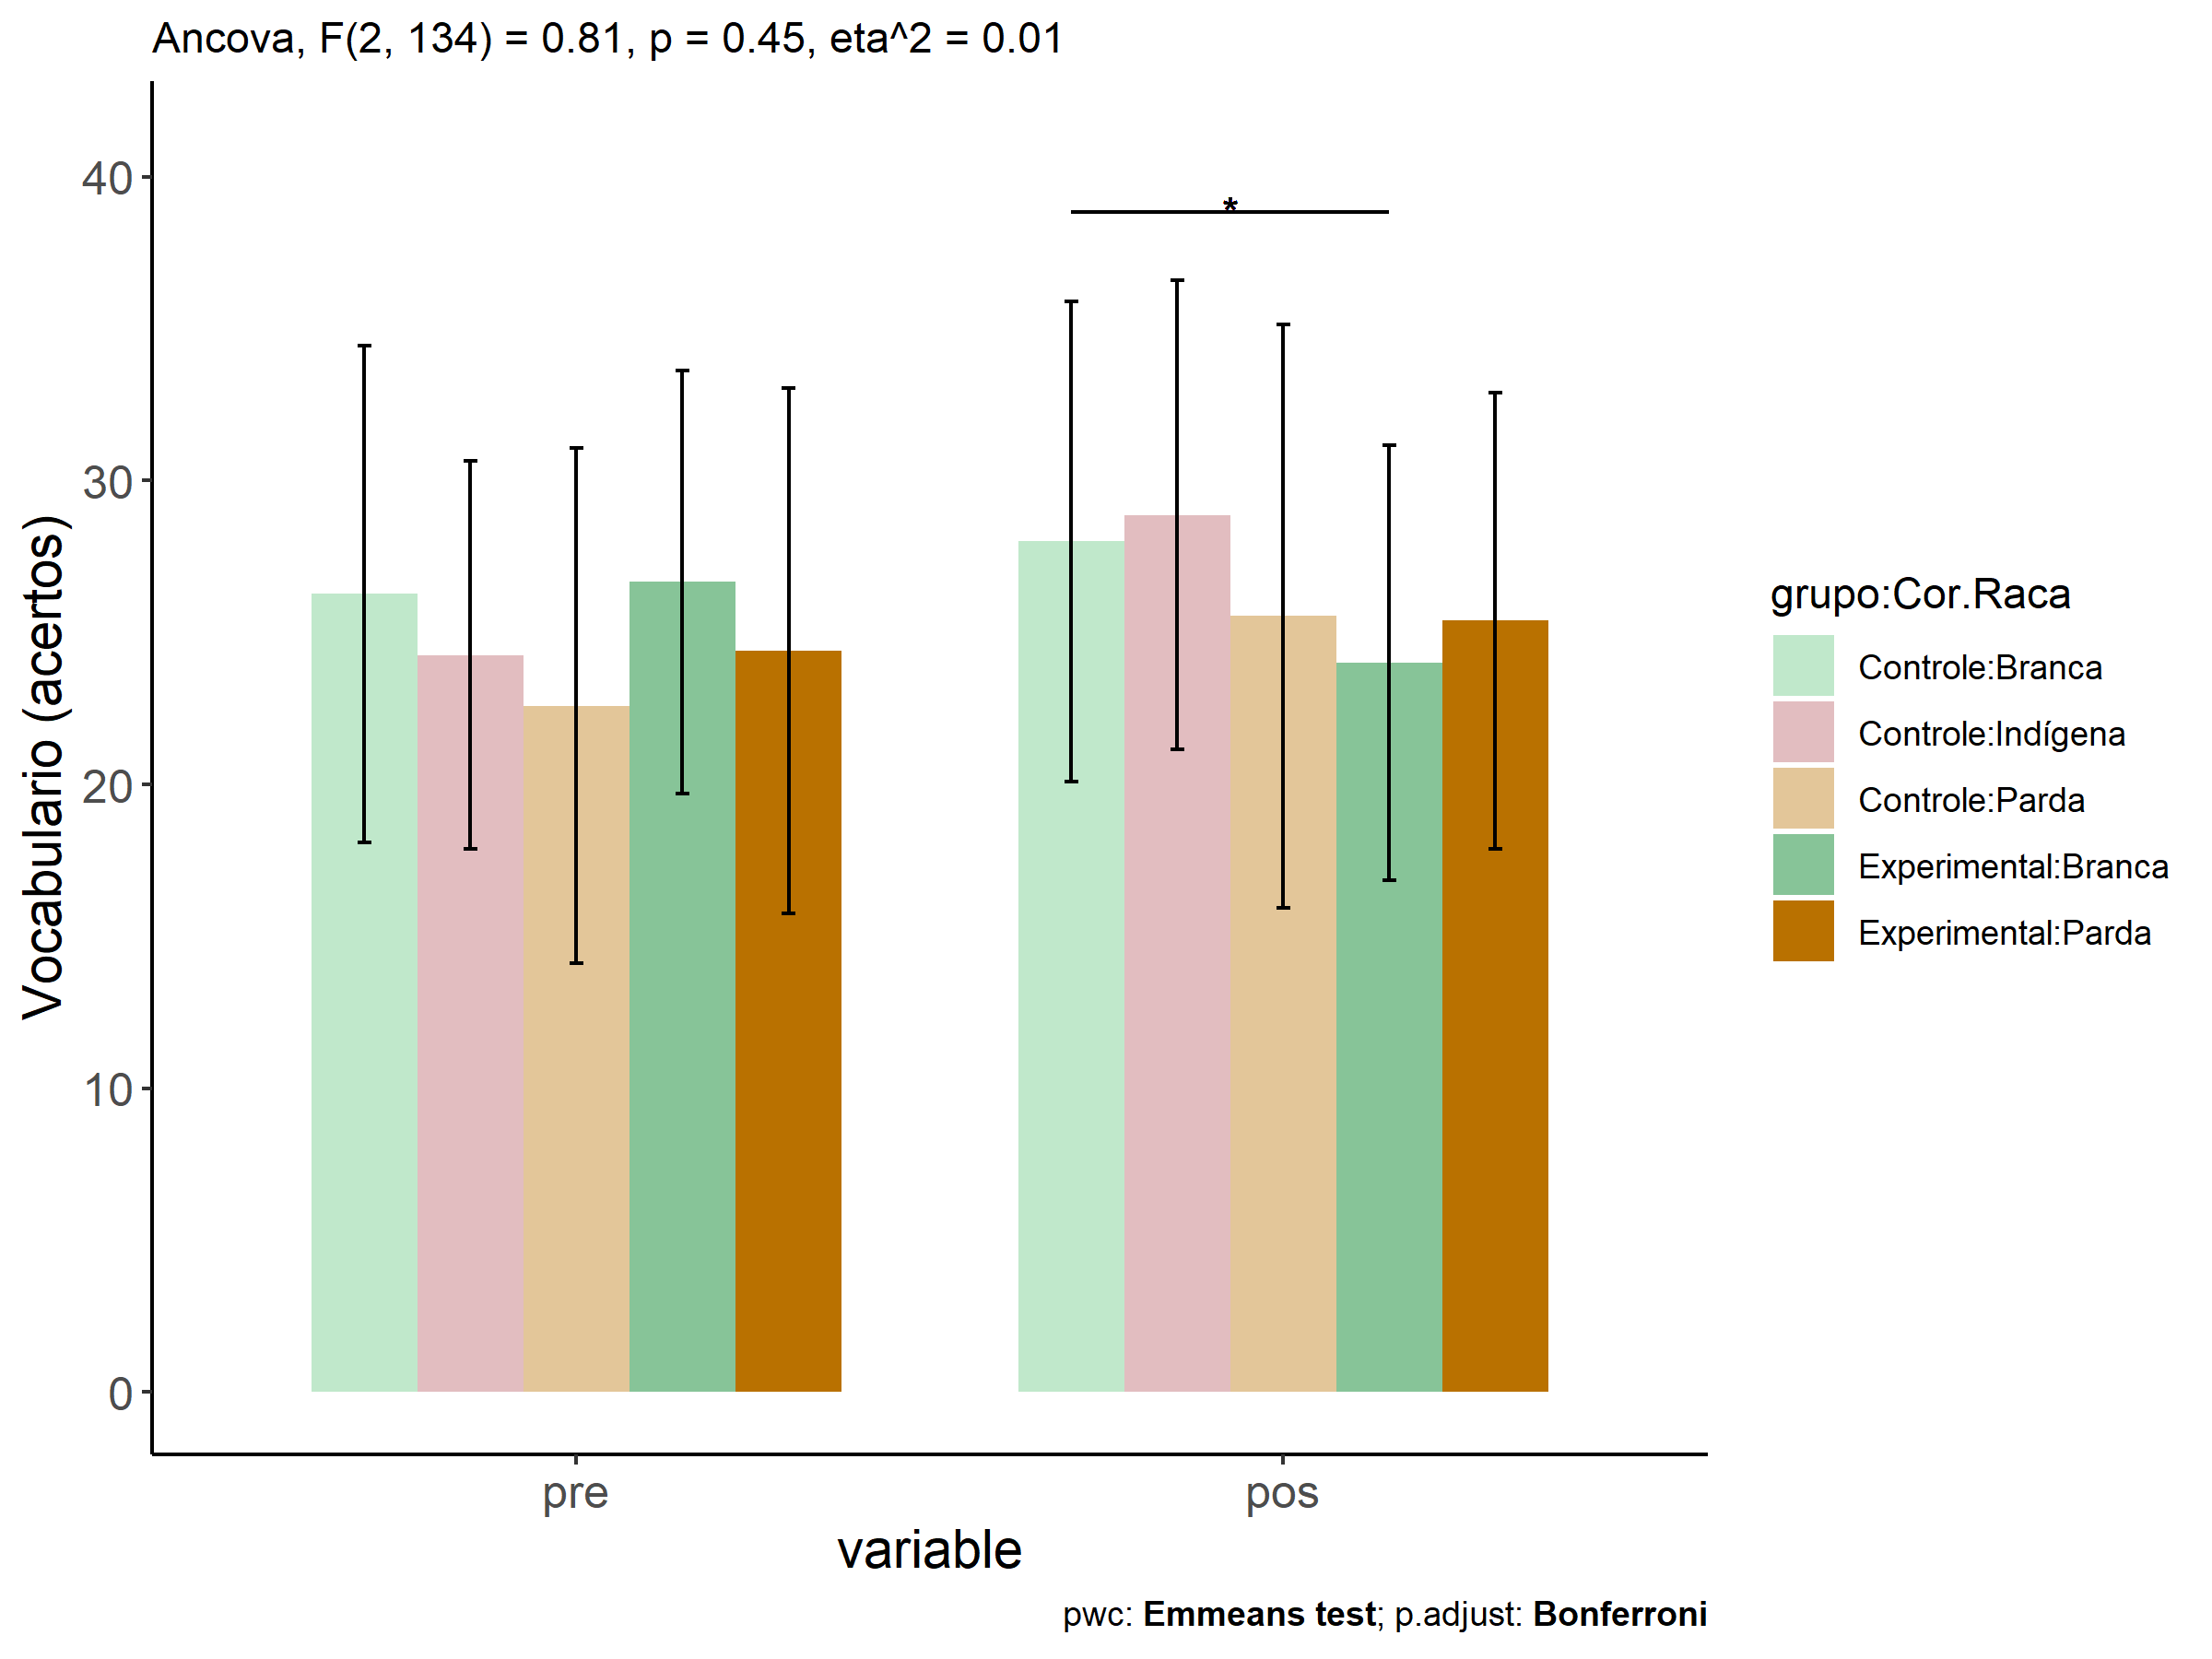 Ancova, F(2, 134) = 0.81, p = 0.45, eta^2 = 0.01
40
30
20
10
0
Vocabulario (acertos)
*
pre
pos
variable
grupo:Cor.Raca
Controle:Branca
Controle:Indígena
Controle:Parda
Experimental:Branca
Experimental:Parda
pwc: Emmeans test; p.adjust: Bonferroni